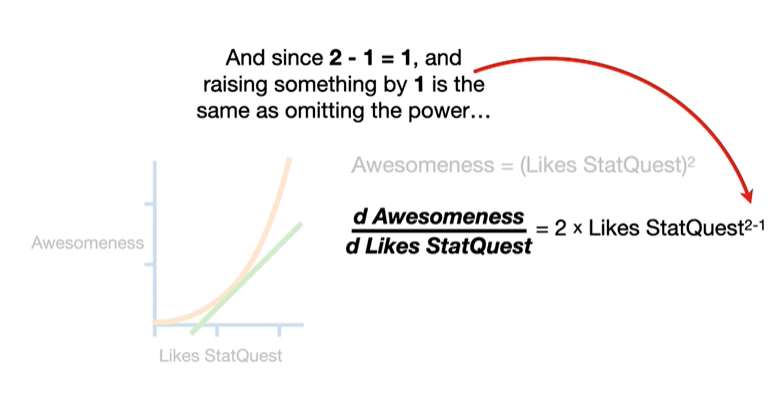 And since 2 - 1 = 1, and
raising something by 1 is the
same as omitting the power…
Awesomeness = (Likes StatQuest)²
d Awesomeness
d Likes StatQuest
= 2 × Likes StatQuest²⁻¹
Awesomeness
Likes StatQuest